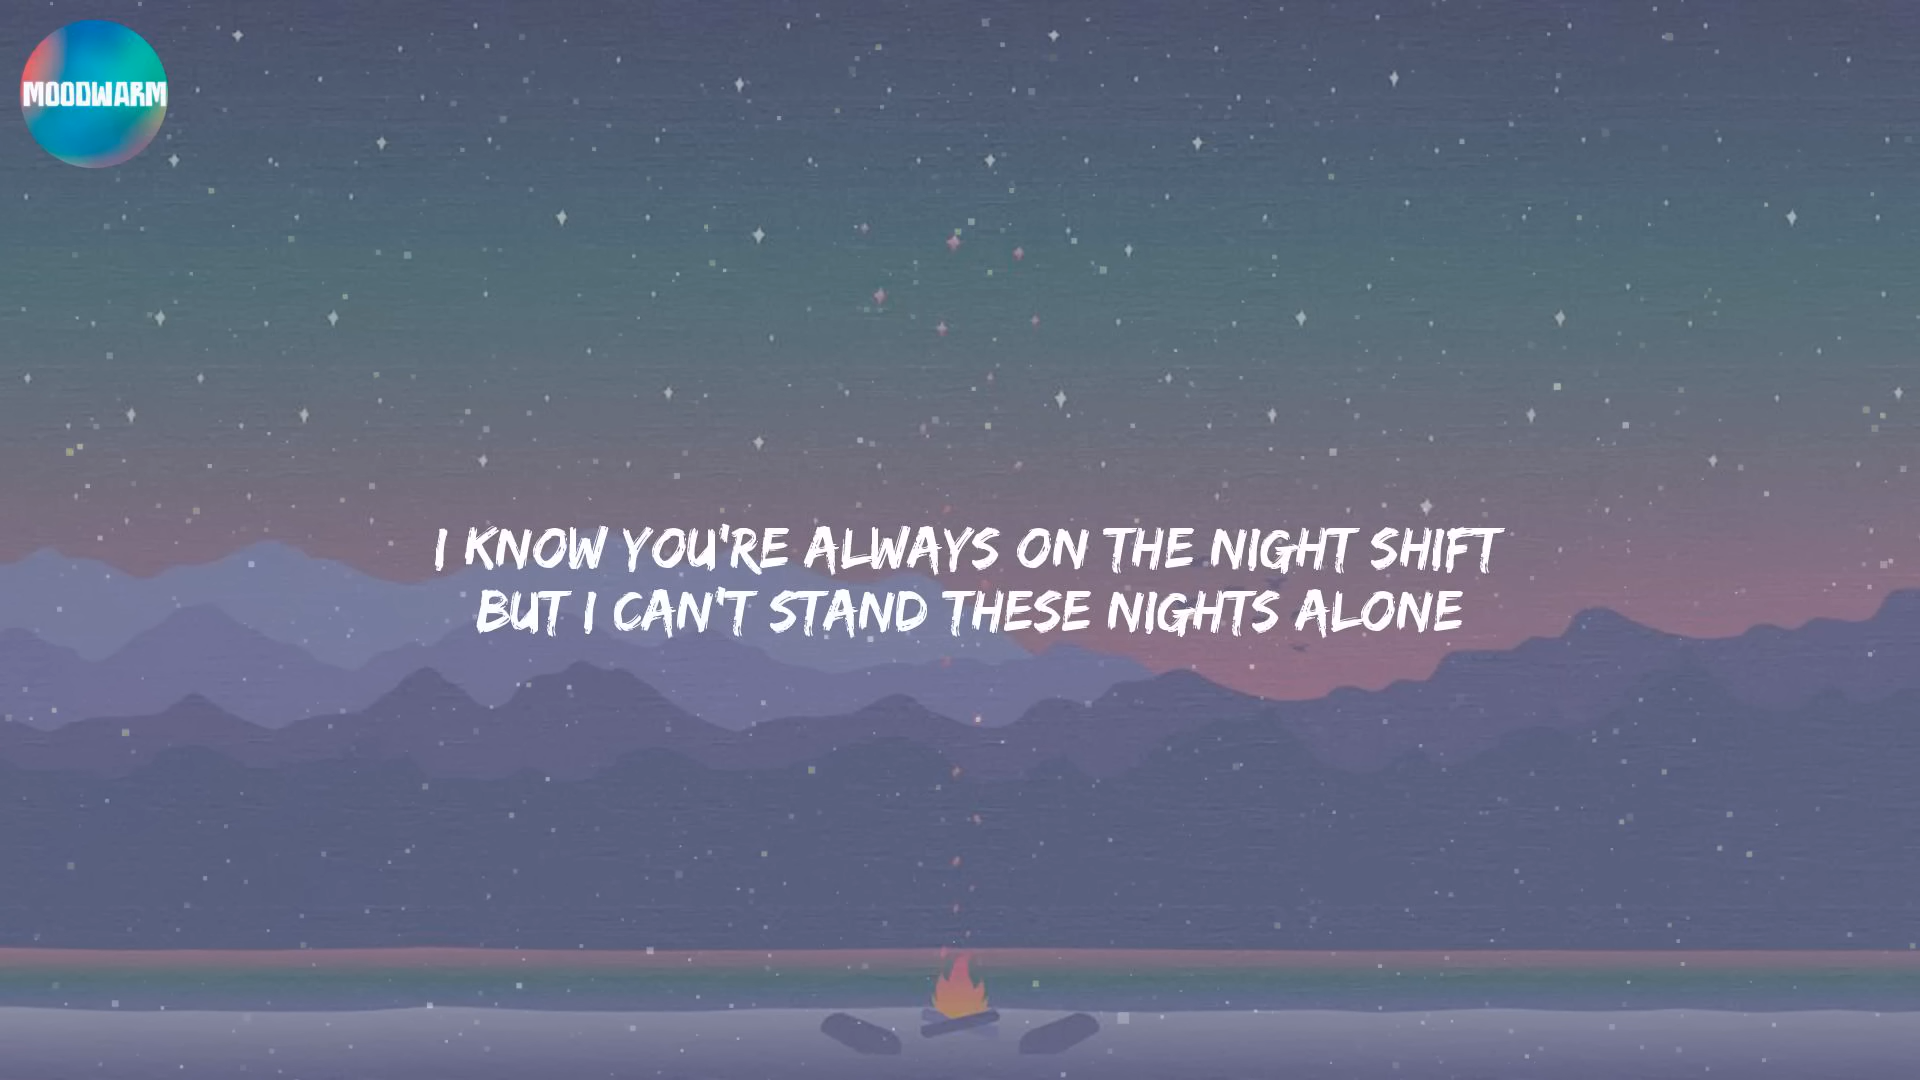 MOODWARM
I KNOW YOU'RE ALWAYS ON THE NIGHT SHIFT
BUT I CAN'T STAND THESE NIGHTS ALONE